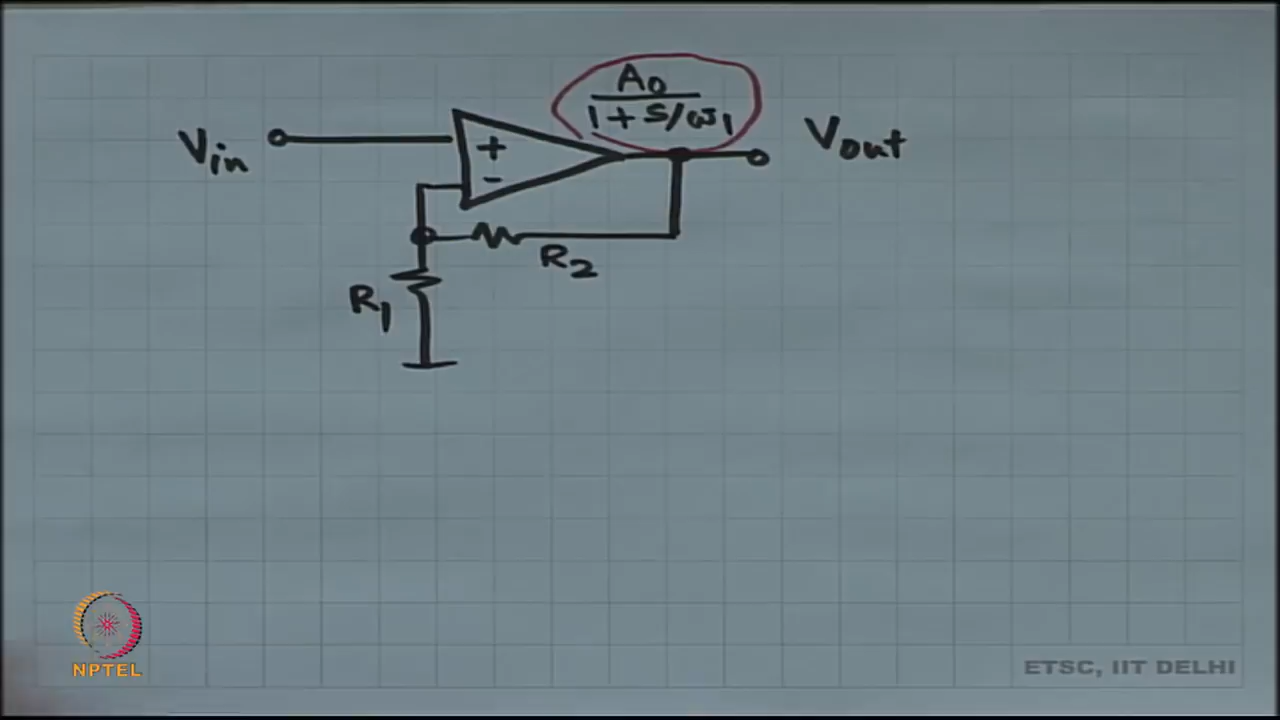 A0
1 + S/ω1
Vin
+
-
Vout
R2
R1
NPTEL
ETSC, IIT DELHI